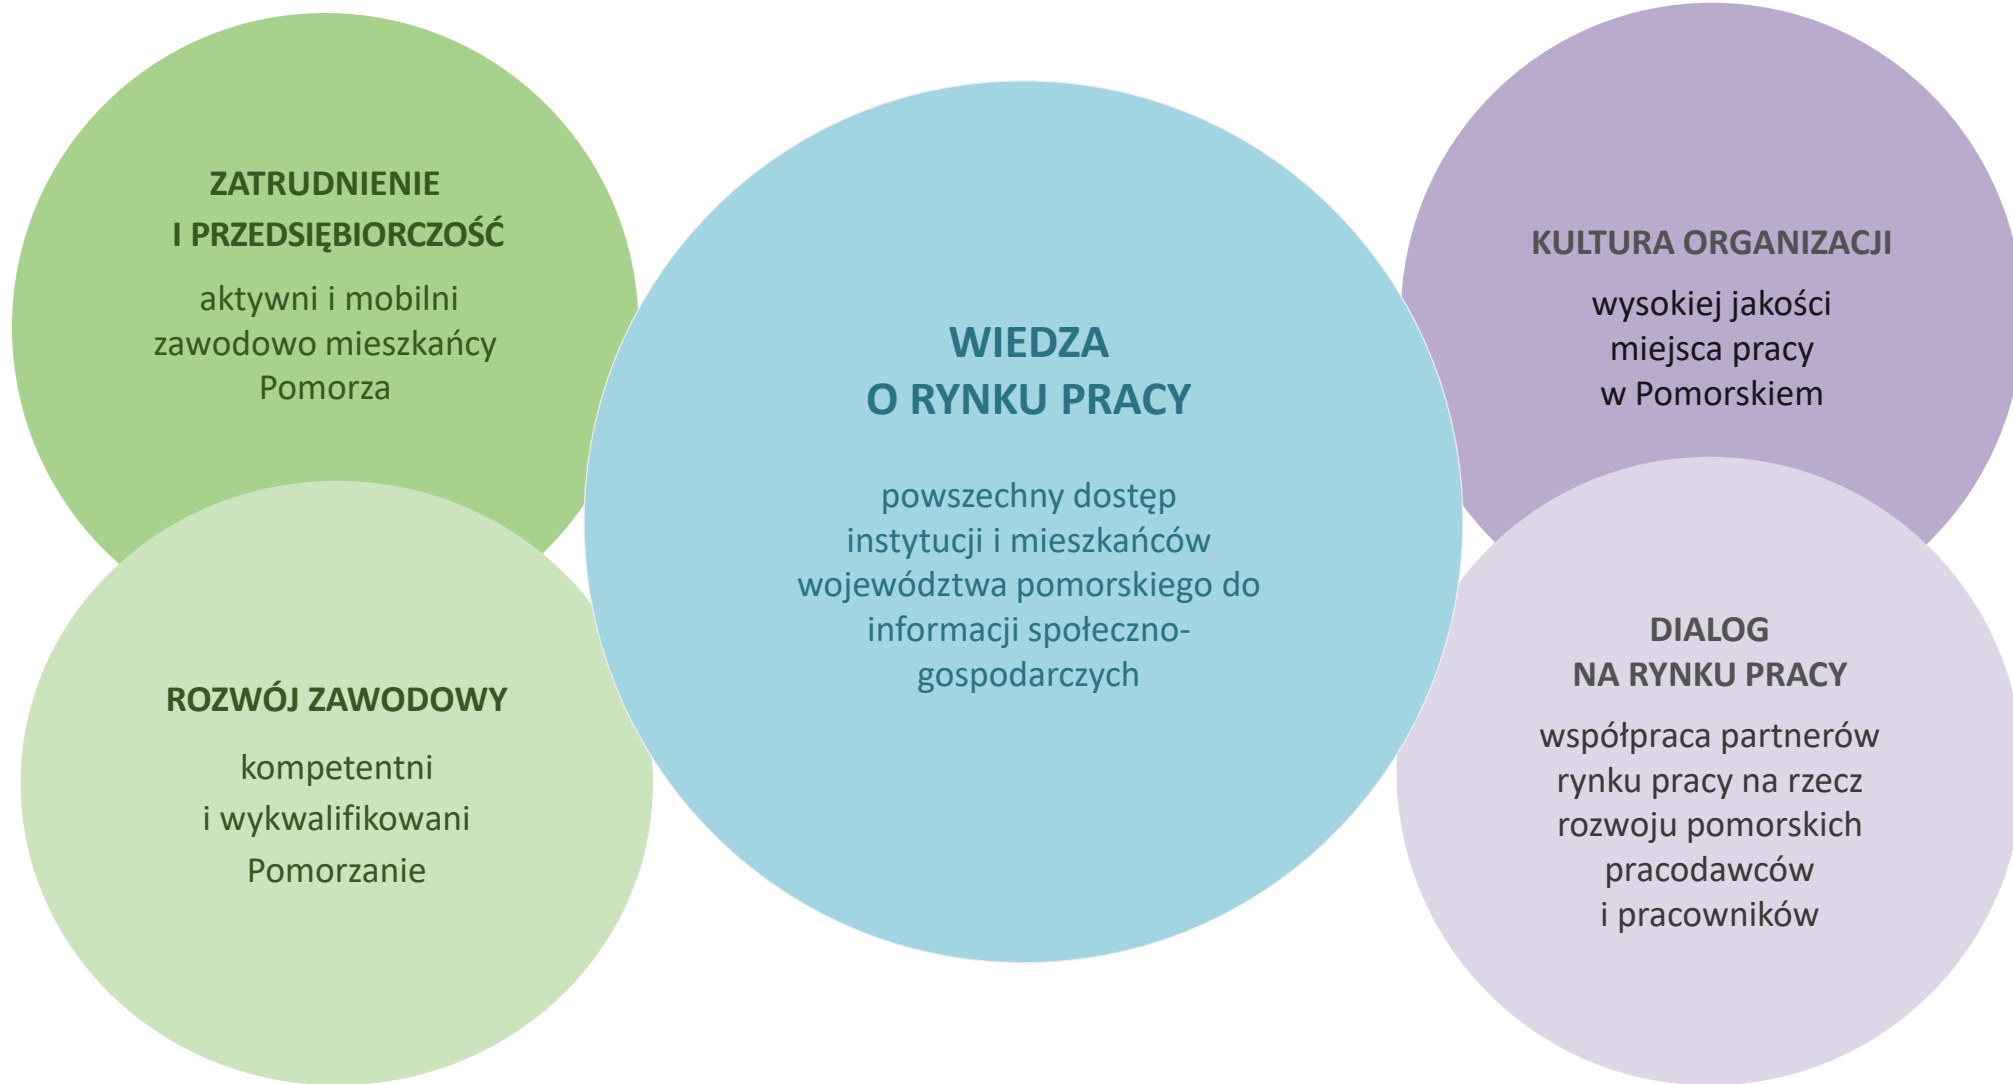 ZATRUDNIENIE
I PRZEDSIĘBIORCZOŚĆ
aktywni i mobilni
zawodowo mieszkańcy
Pomorza
ROZWÓJ ZAWODOWY
kompetentni
i wykwalifikowani
Pomorzanie
WIEDZA
O RYNKU PRACY
powszechny dostęp
instytucji i mieszkańców
województwa pomorskiego do
informacji społeczno-
gospodarczych
KULTURA ORGANIZACJI
wysokiej jakości
miejsca pracy
w Pomorskiem
DIALOG
NA RYNKU PRACY
współpraca partnerów
rynku pracy na rzecz
rozwoju pomorskich
pracodawców
i pracowników